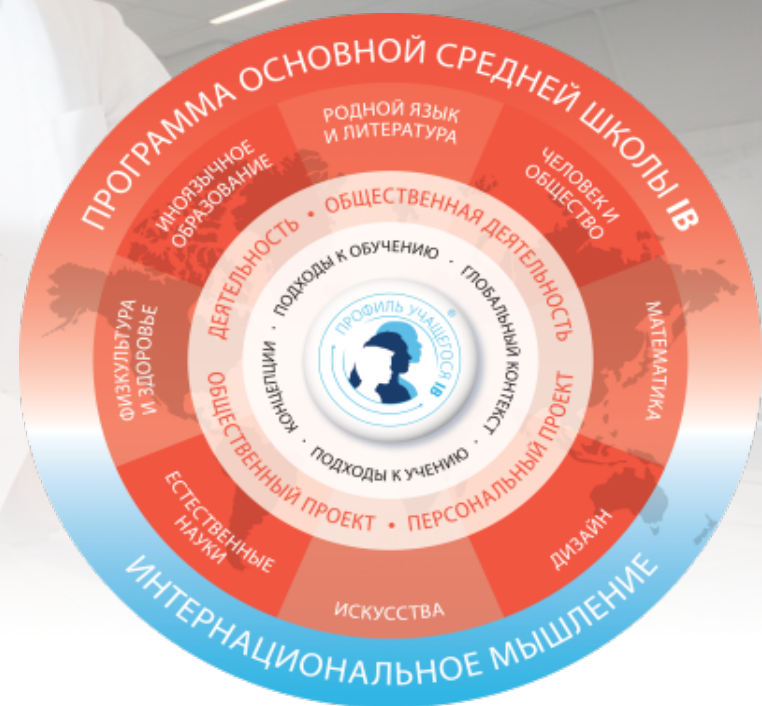 ПРОГРАММА ОСНОВНОЙ СРЕДНЕЙ ШКОЛЫ IB
РОДНОЙ ЯЗЫК
И ЛИТЕРАТУРА
ЧЕЛОВЕК И
ОБЩЕСТВО
МАТЕМАТИКА
ДИЗАЙН
ИСКУССТВА
ЕСТЕСТВЕННЫЕ
НАУКИ
ФИЗКУЛЬТУРА
И ЗДОРОВЬЕ
ИНОЯЗЫЧНОЕ
ОБРАЗОВАНИЕ
ДЕЯТЕЛЬНОСТЬ • ОБЩЕСТВЕННАЯ ДЕЯТЕЛЬНОСТЬ
ОБЩЕСТВЕННЫЙ ПРОЕКТ • ПЕРСОНАЛЬНЫЙ ПРОЕКТ
ПОДХОДЫ К ОБУЧЕНИЮ · ГЛОБАЛЬНЫЙ КОНТЕКСТ ·
ПОДХОДЫ К УЧЕНИЮ · КОНЦЕПЦИИ ·
ПРОФИЛЬ УЧАЩЕГОСЯ IB ®
ИНТЕРНАЦИОНАЛЬНОЕ МЫШЛЕНИЕ